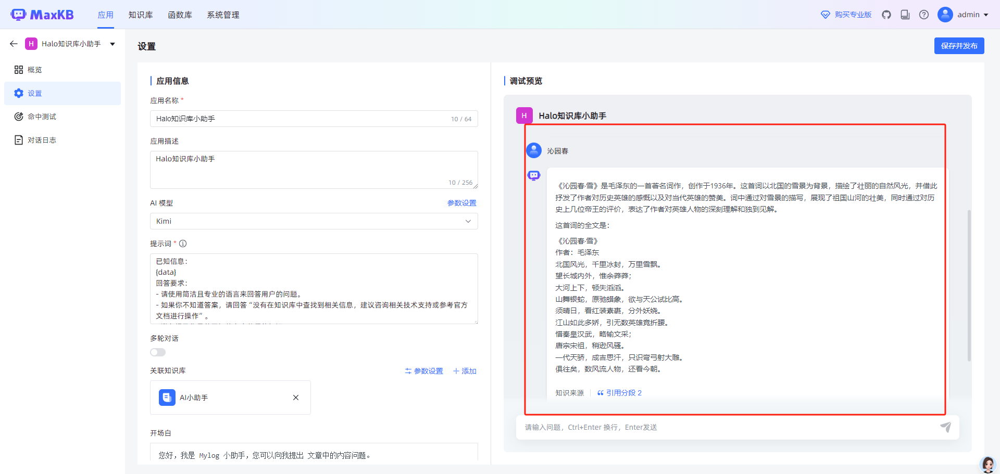 MaxKB
应用
知识库
函数库
系统管理
购买专业版
admin
H
Halo知识库小助手
概览
设置
命中测试
对话日志
设置
保存并发布
应用信息
应用名称 *
Halo知识库小助手
10 / 64
应用描述
Halo知识库小助手
10 / 256
AI 模型
参数设置
Kimi
提示词 *
已知信息：
{data}
回答要求：
- 请使用简洁且专业的语言来回答用户的问题。
- 如果你不知道答案，请回答“没有在知识库中查找到相关信息，建议咨询相关技术支持或参考官方
文档进行操作”。
多轮对话
关联知识库
参数设置
添加
AI小助手
开场白
您好，我是 Mylog 小助手，您可以向我提出 文章中的内容问题。
调试预览
H
Halo知识库小助手
沁园春
《沁园春·雪》是毛泽东的一首著名词作，创作于1936年。这首词以北国的雪景为背景，描绘了壮丽的自然风光，并借此
抒发了作者对历史英雄的感慨以及对当代英雄的赞美。词中通过对雪景的描写，展现了祖国山河的壮美，同时通过对历
史上几位帝王的评价，表达了作者对英雄人物的深刻理解和独到见解。
这首词的全文是：
《沁园春·雪》
作者：毛泽东
北国风光，千里冰封，万里雪飘。
望长城内外，惟余莽莽；
大河上下，顿失滔滔。
山舞银蛇，原驰蜡象，欲与天公试比高。
须晴日，看红装素裹，分外妖娆。
江山如此多娇，引无数英雄竞折腰。
惜秦皇汉武，略输文采；
唐宗宋祖，稍逊风骚。
一代天骄，成吉思汗，只识弯弓射大雕。
俱往矣，数风流人物，还看今朝。
知识来源
引用分段 2
请输入问题，Ctrl+Enter 换行，Enter发送